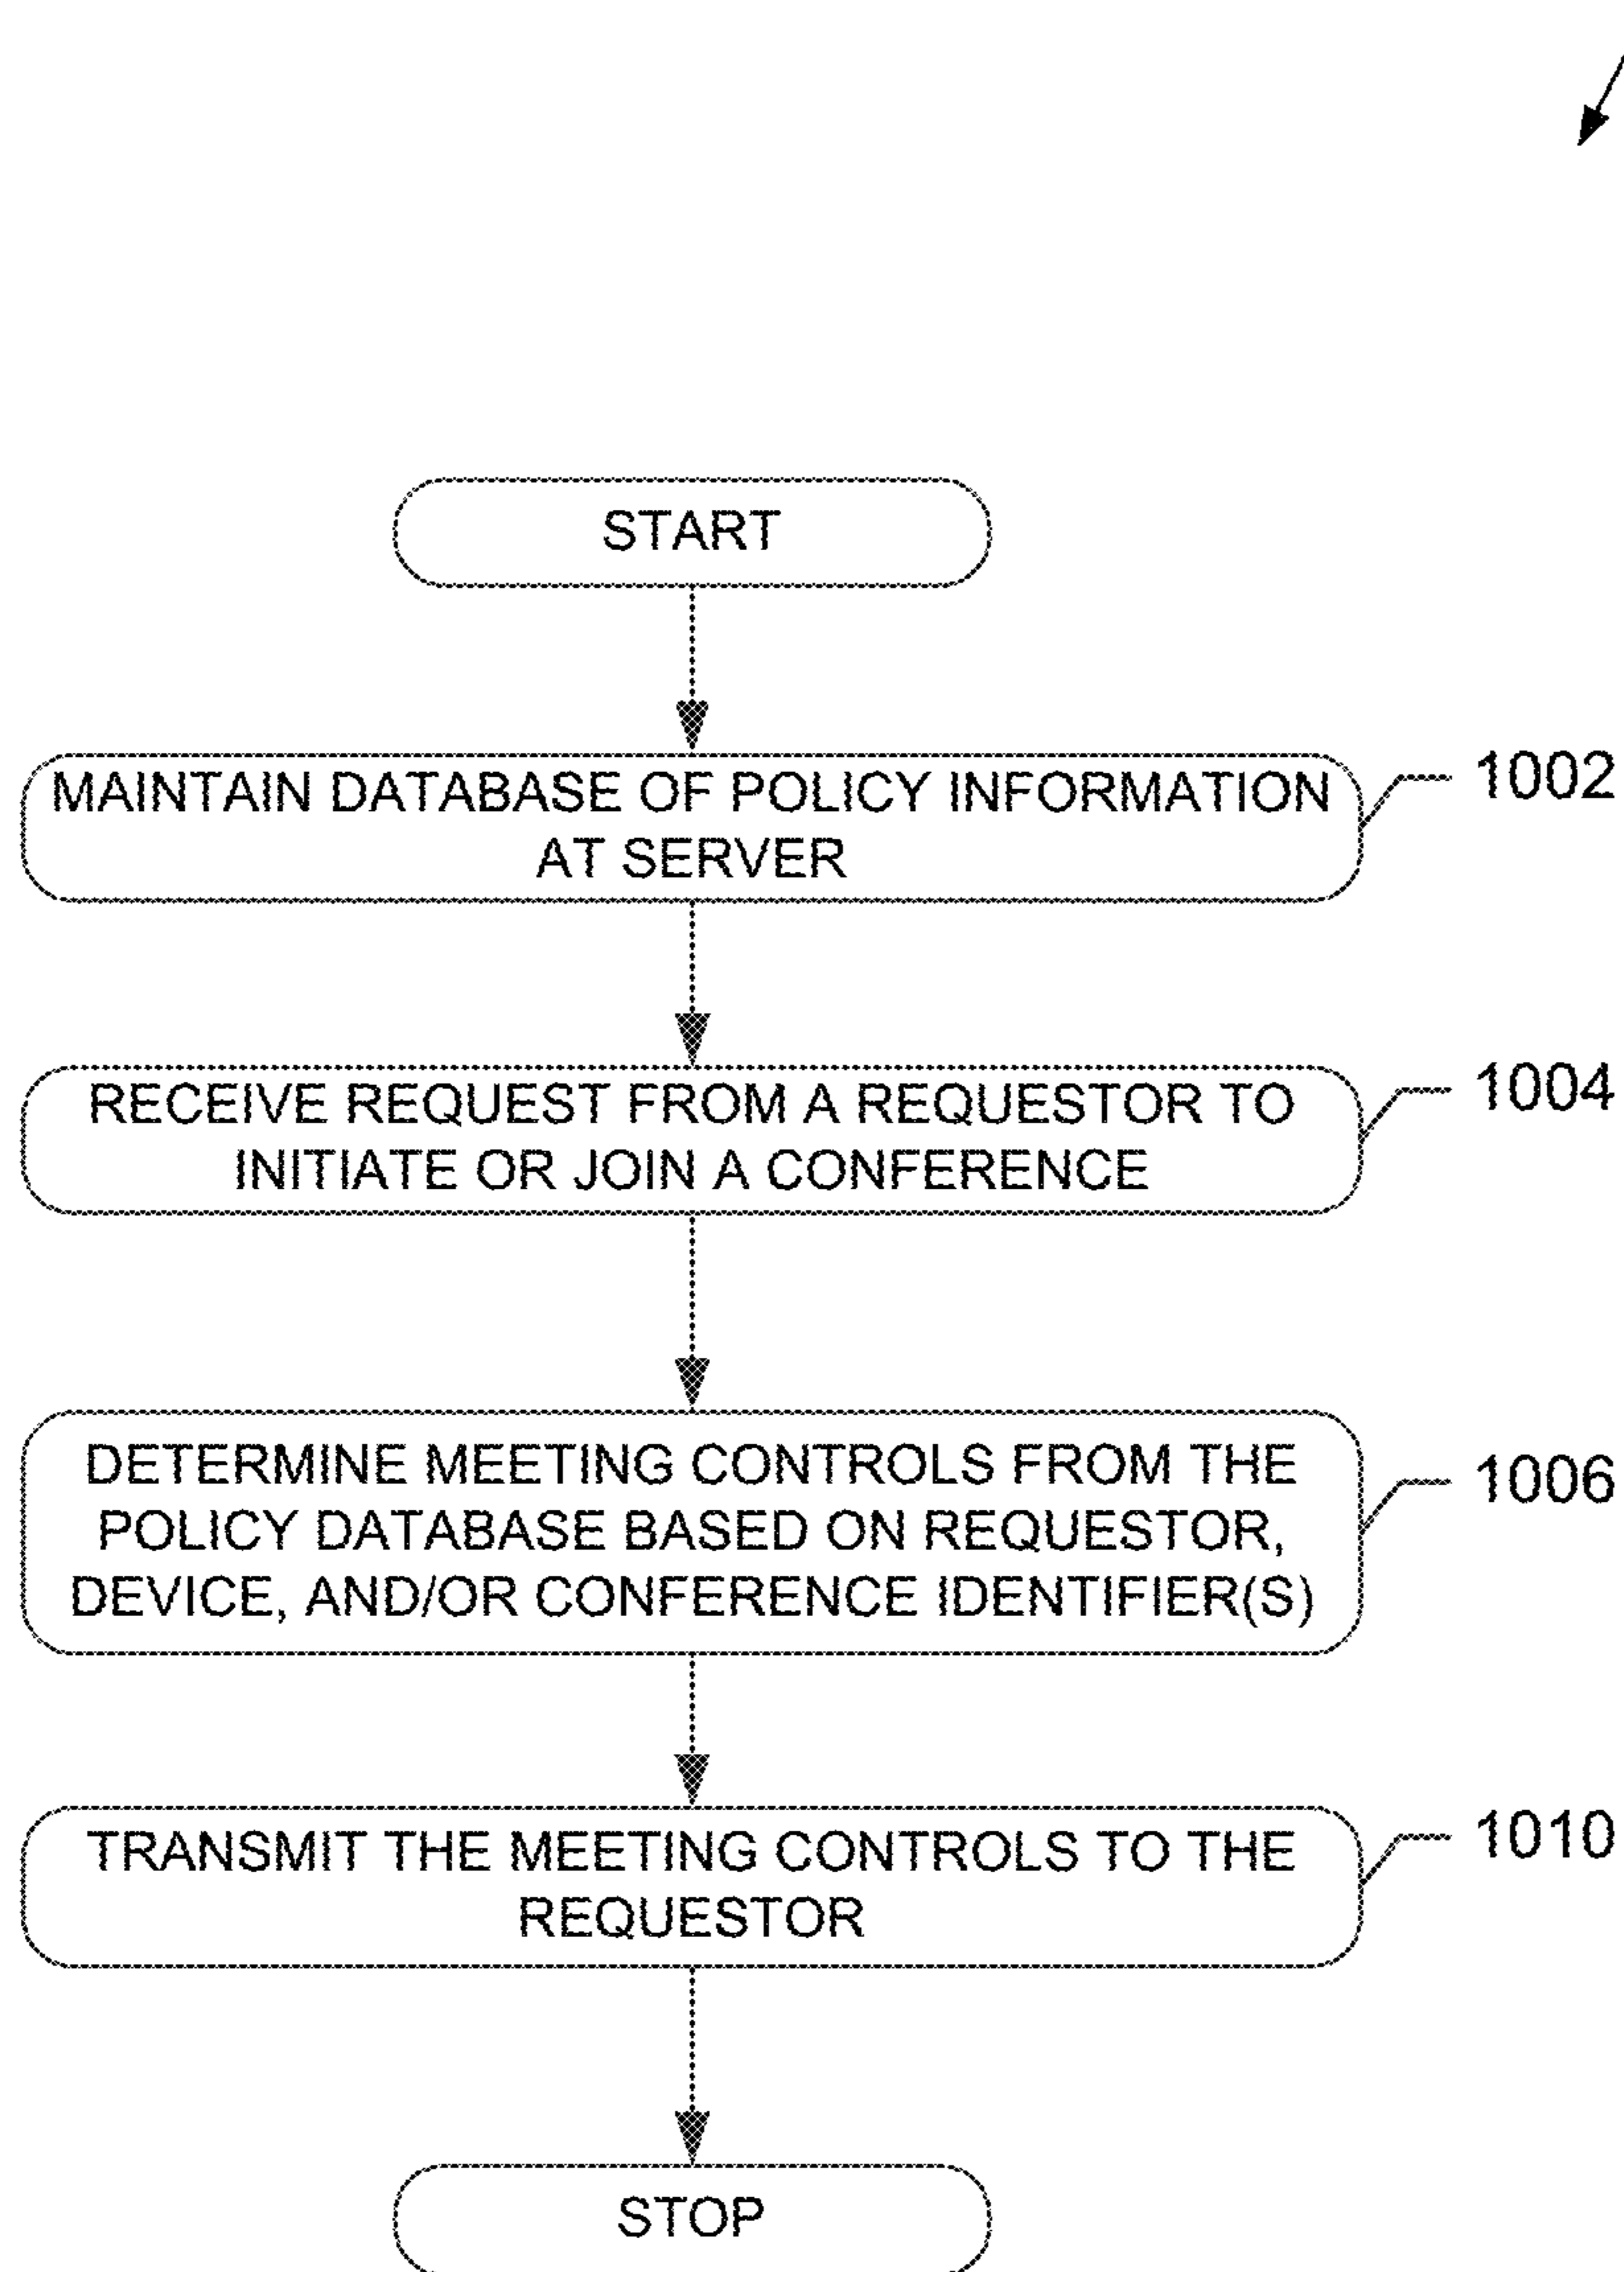 START
MAINTAIN DATABASE OF POLICY INFORMATION
AT SERVER
1002
RECEIVE REQUEST FROM A REQUESTOR TO
INITIATE OR JOIN A CONFERENCE
1004
DETERMINE MEETING CONTROLS FROM THE
POLICY DATABASE BASED ON REQUESTOR,
DEVICE, AND/OR CONFERENCE IDENTIFIER(S)
1006
TRANSMIT THE MEETING CONTROLS TO THE
REQUESTOR
1010
STOP